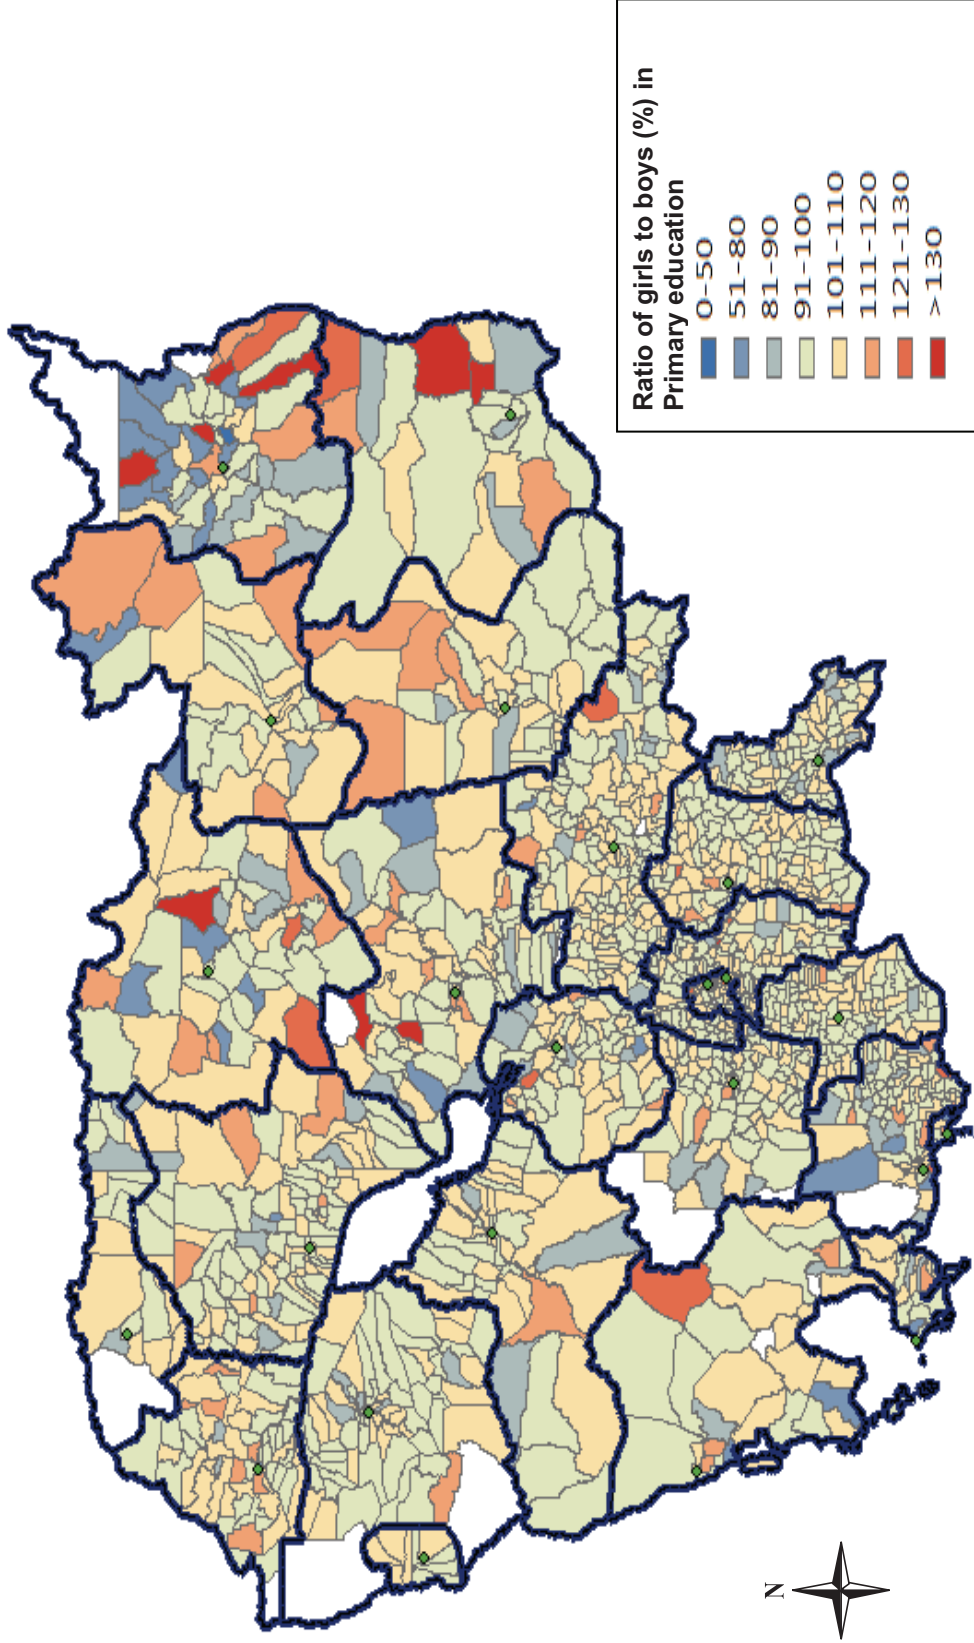 Ratio of girls to boys (%) in
Primary education
0-50
51-80
81-90
91-100
101-110
111-120
121-130
>130
N